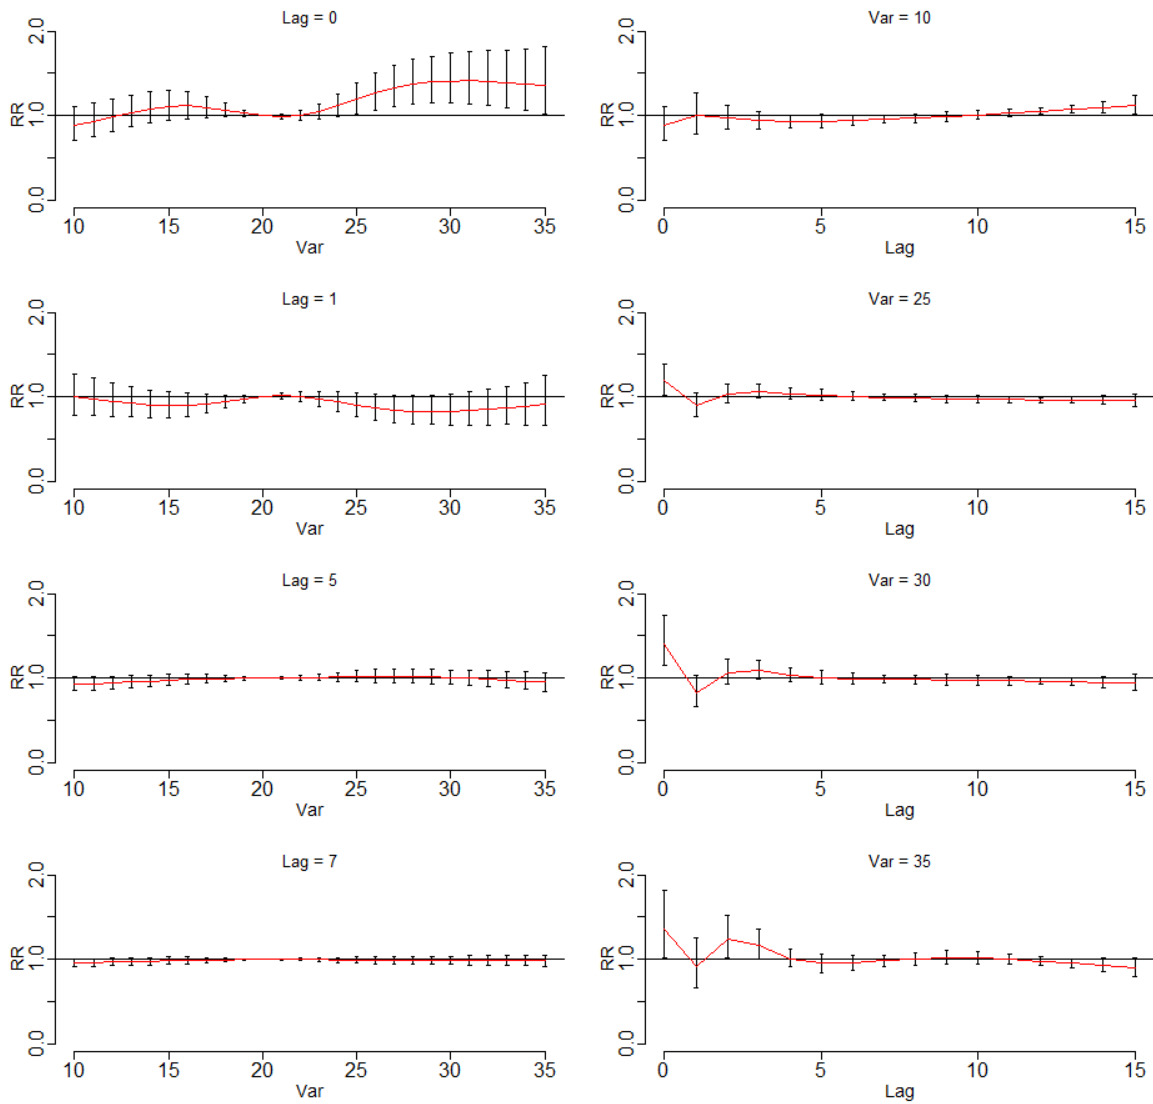 Lag = 0
RR
0.0 1.0 2.0
10 15 20 25 30 35
Var
Var = 10
RR
0.0 1.0 2.0
0 5 10 15
Lag
Lag = 1
RR
0.0 1.0 2.0
10 15 20 25 30 35
Var
Var = 25
RR
0.0 1.0 2.0
0 5 10 15
Lag
Lag = 5
RR
0.0 1.0 2.0
10 15 20 25 30 35
Var
Var = 30
RR
0.0 1.0 2.0
0 5 10 15
Lag
Lag = 7
RR
0.0 1.0 2.0
10 15 20 25 30 35
Var
Var = 35
RR
0.0 1.0 2.0
0 5 10 15
Lag